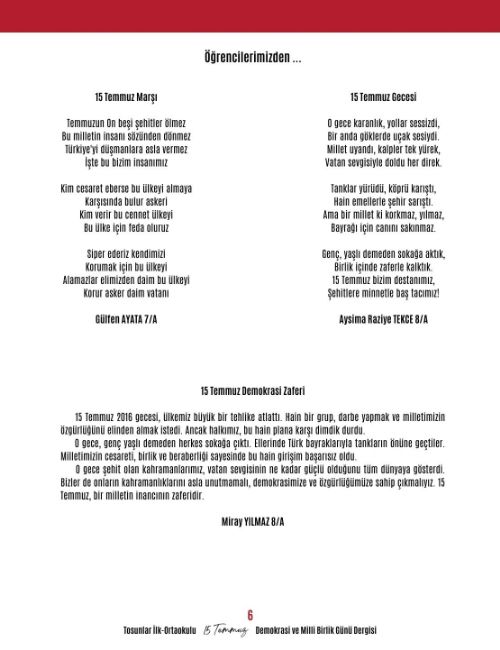 Öğrencilerimizden ...
15 Temmuz Marşı
Temmuzun On beşi şehitler ölmez
Bu milletin insanı sözünden dönmez
Türkiye'yi düşmanlara asla vermez
İşte bu bizim insanımız
Kim cesaret eberse bu ülkeyi almaya
Karşısında bulur askeri
Kim verir bu cennet ülkeyi
Bu ülke için feda oluruz
Siper ederiz kendimizi
Korumak için bu ülkeyi
Alamazlar elimizden daim bu ülkeyi
Korur asker daim vatanı
Gülfen AYATA 7/A
15 Temmuz Gecesi
O gece karanlık, yollar sessizdi,
Bir anda göklerde uçak sesiydi.
Millet uyandı, kalpler tek yürek,
Vatan sevgisiyle doldu her direk.
Tanklar yürüdü, köprü karıştı,
Hain emellerle şehir sarıştı.
Ama bir millet ki korkmaz, yılmaz,
Bayrağı için canını sakınmaz.
Genç, yaşlı demeden sokağa aktık,
Birlik içinde zaferle kalktık.
15 Temmuz bizim destanımız,
Şehitlere minnetle baş tacımız!
Aysima Raziye TEKCE 8/A
15 Temmuz Demokrasi Zaferi
15 Temmuz 2016 gecesi, ülkemiz büyük bir tehlike atlattı. Hain bir grup, darbe yapmak ve milletimizin
özgürlüğünü elinden almak istedi. Ancak halkımız, bu hain plana karşı dimdik durdu.
O gece, genç yaşlı demeden herkes sokağa çıktı. Ellerinde Türk bayraklarıyla tankların önüne geçtiler.
Milletimizin cesareti, birlik ve beraberliği sayesinde bu hain girişim başarısız oldu.
O gece şehit olan kahramanlarımız, vatan sevgisinin ne kadar güçlü olduğunu tüm dünyaya gösterdi.
Bizler de onların kahramanlıklarını asla unutmamalı, demokrasimize ve özgürlüğümüze sahip çıkmalıyız. 15
Temmuz, bir milletin inancının zaferidir.
Miray YILMAZ 8/A
6
Tosunlar İlk-Ortaokulu 15 Temmuz Demokrasi ve Milli Birlik Günü Dergisi